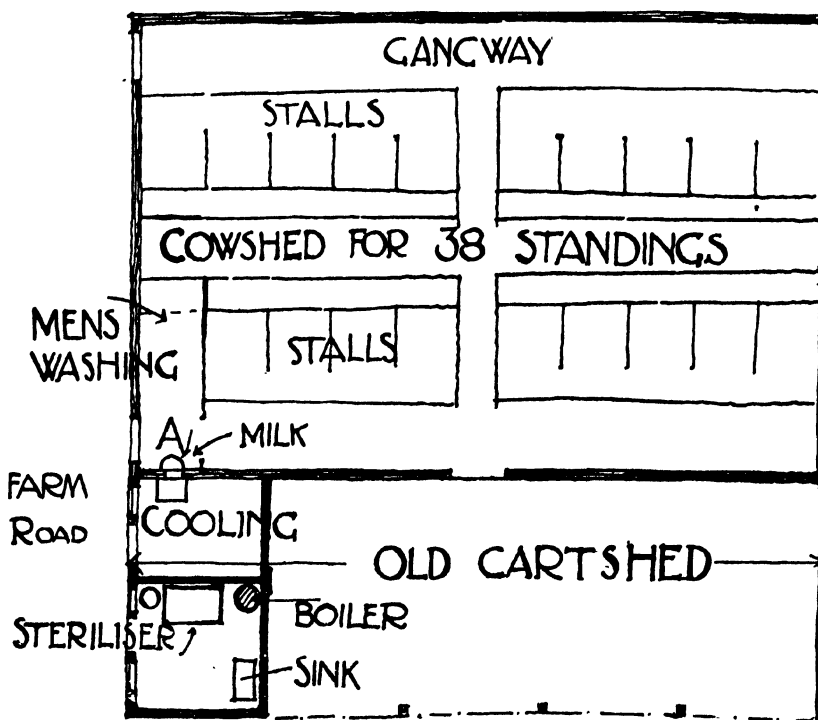 GANGWAY
STALLS
COWSHED FOR 38 STANDINGS
MENS
WASHING
STALLS
A
MILK
FARM
ROAD
COOLING
OLD CARTSHED
BOILER
STERILISER
SINK